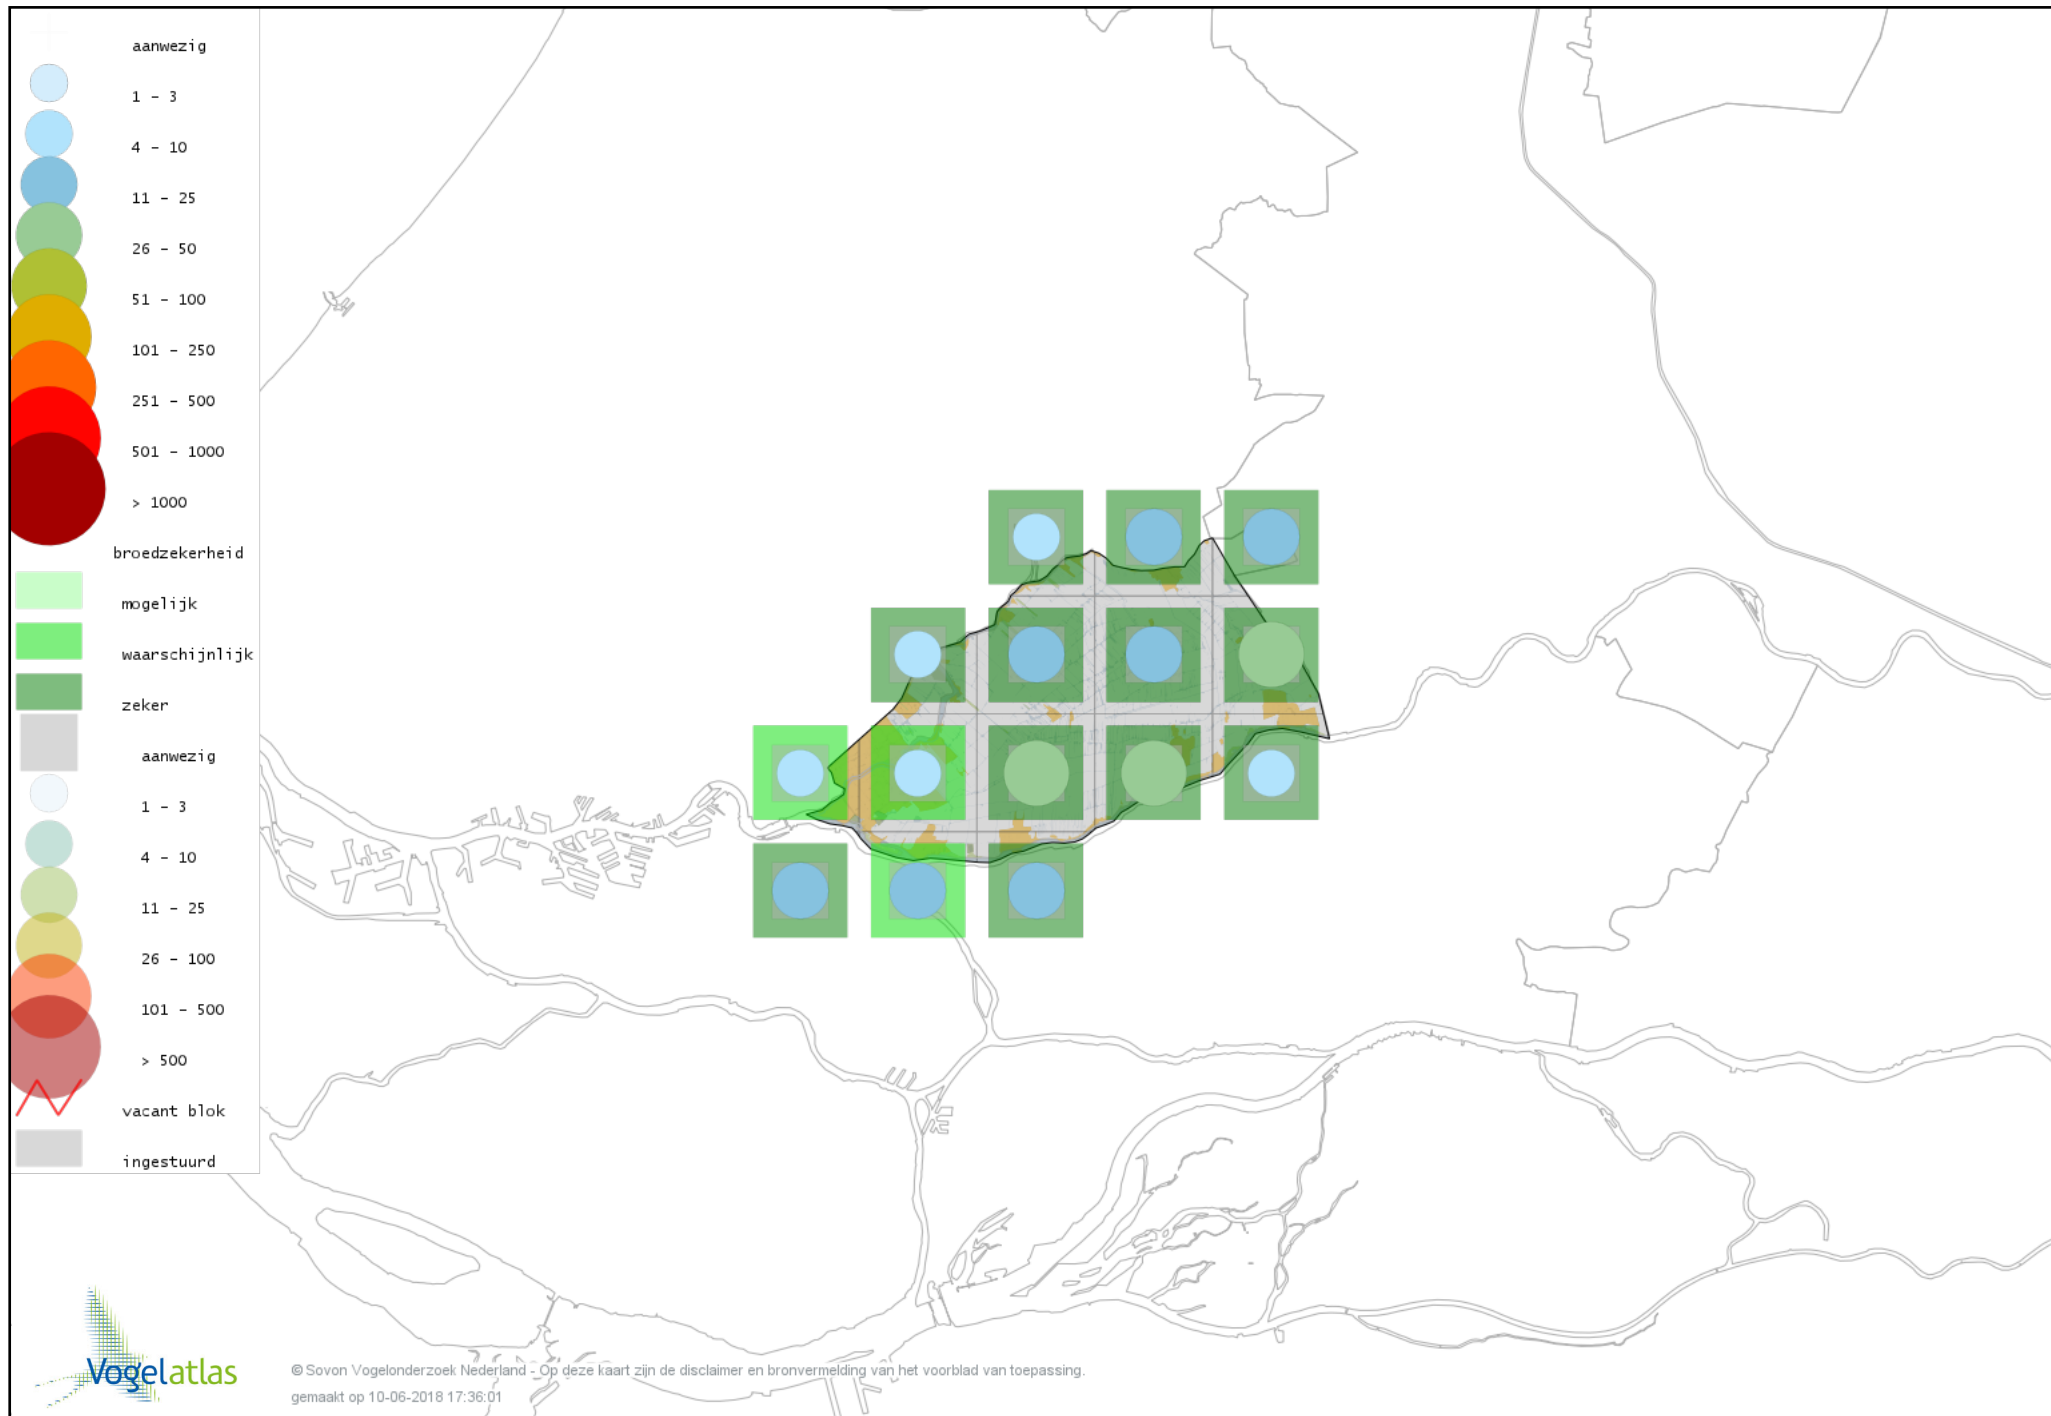 aanwezig
1 - 3
4 - 10
11 - 25
26 - 50
51 - 100
101 - 250
251 - 500
501 - 1000
> 1000
broedzekerheid
mogelijk
waarschijnlijk
zeker
aanwezig
1 - 3
4 - 10
11 - 25
26 - 100
101 - 500
> 500
vacant blok
ingestuurd
Vogelatlas
© Sovon Vogelonderzoek Nederland - Op deze kaart zijn de disclaimer en bronvermelding van het voorblad van toepassing.
gemaakt op 10-06-2018 17:36:01